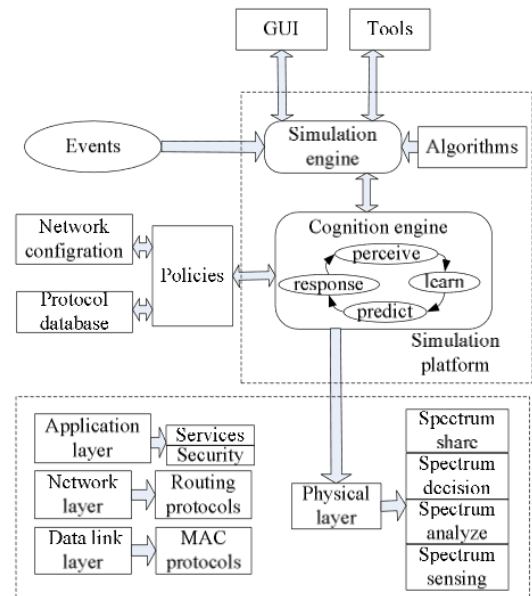 GUI
Tools
Events
Simulation
engine
Algorithms
Network
configration
Protocol
database
Policies
Cognition engine
perceive
learn
predict
response
Simulation
platform
Application
layer
Services
Security
Network
layer
Routing
protocols
Data link
layer
MAC
protocols
Physical
layer
Spectrum
share
Spectrum
decision
Spectrum
analyze
Spectrum
sensing